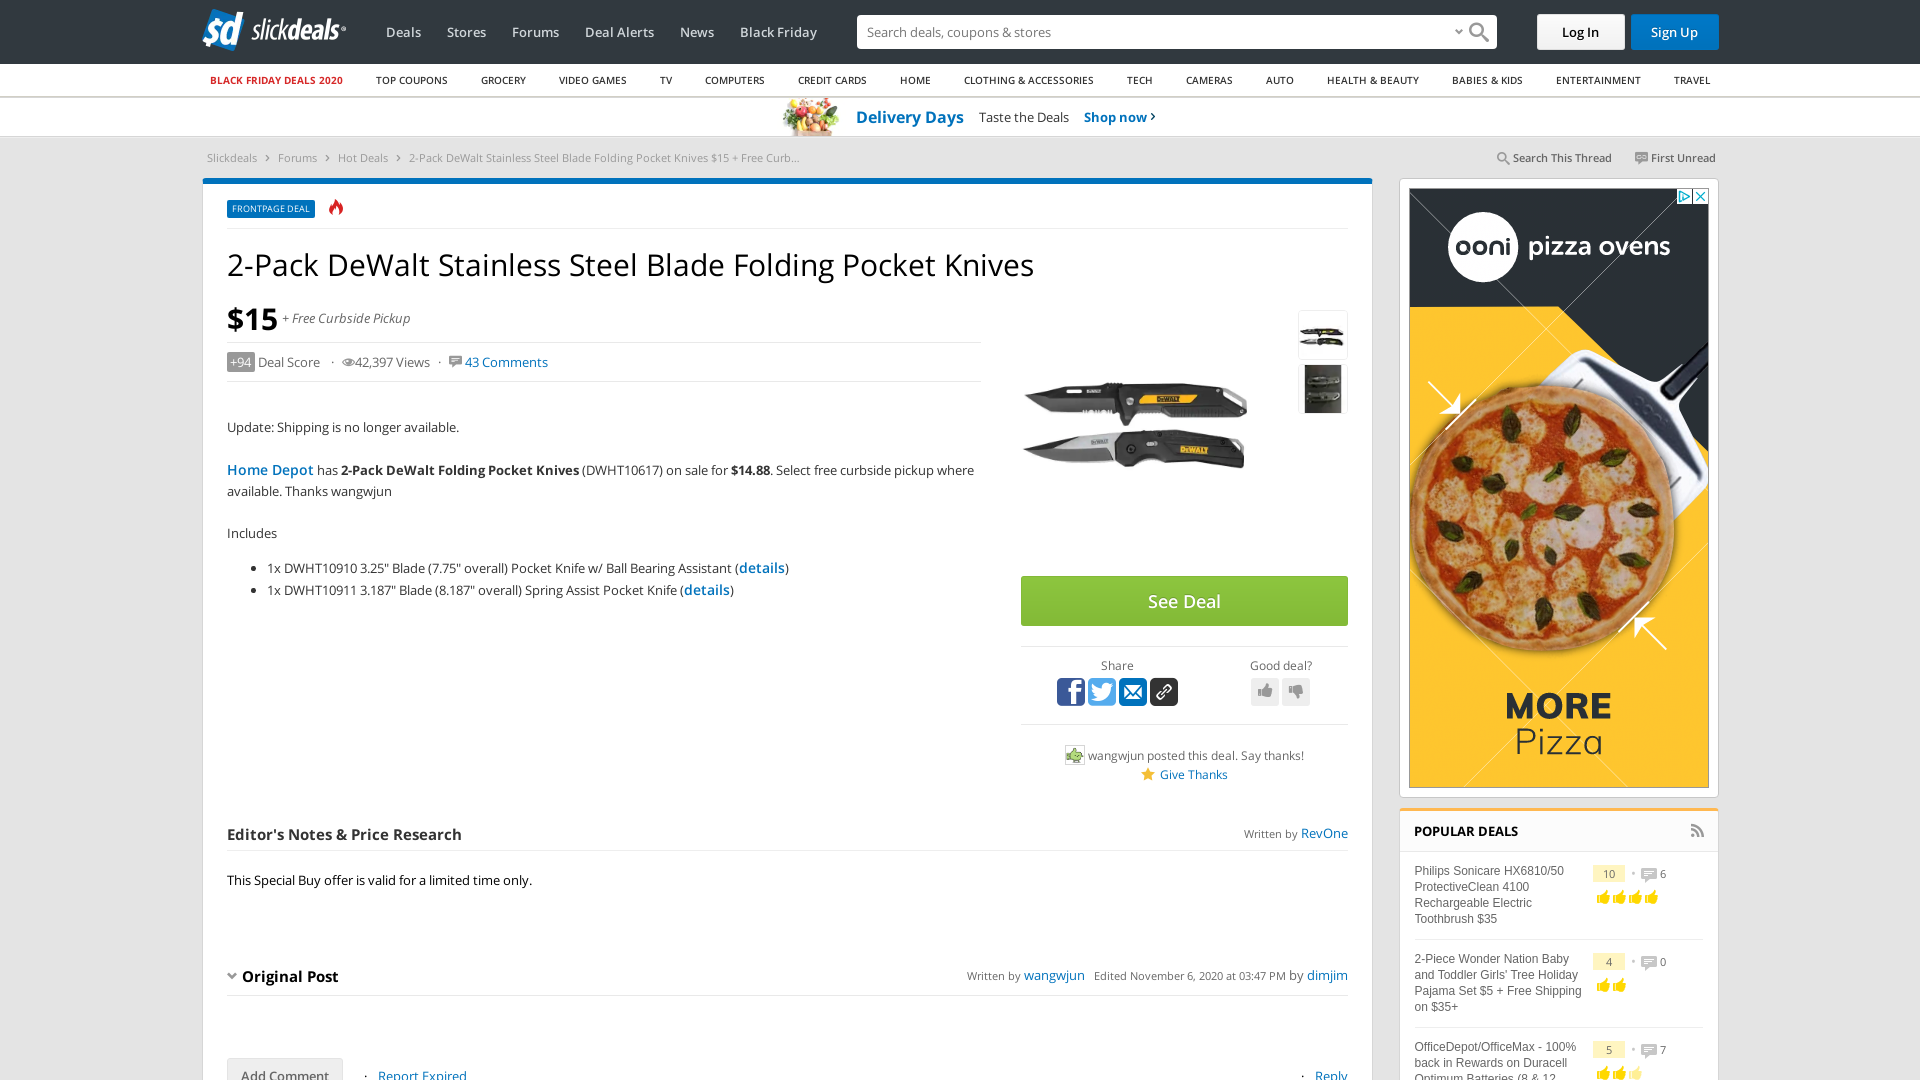 slickdeals
Deals
Stores
Forums
Deal Alerts
News
Black Friday
Search deals, coupons & stores
Log In
Sign Up
BLACK FRIDAY DEALS 2020
TOP COUPONS
GROCERY
VIDEO GAMES
TV
COMPUTERS
CREDIT CARDS
HOME
CLOTHING & ACCESSORIES
TECH
CAMERAS
AUTO
HEALTH & BEAUTY
BABIES & KIDS
ENTERTAINMENT
TRAVEL
Delivery Days Taste the Deals Shop now
Slickdeals > Forums > Hot Deals > 2-Pack DeWalt Stainless Steel Blade Folding Pocket Knives $15 + Free Curb...
Search This Thread
First Unread
FRONTPAGE DEAL
2-Pack DeWalt Stainless Steel Blade Folding Pocket Knives
$15 + Free Curbside Pickup
+94 Deal Score · 42,397 Views · 43 Comments
Update: Shipping is no longer available.
Home Depot has 2-Pack DeWalt Folding Pocket Knives (DWHT10617) on sale for $14.88. Select free curbside pickup where
available. Thanks wangwjun
Includes
1x DWHT10910 3.25" Blade (7.75" overall) Pocket Knife w/ Ball Bearing Assistant (details)
1x DWHT10911 3.187" Blade (8.187" overall) Spring Assist Pocket Knife (details)
DEWALT
DEWALT
See Deal
Share
Good deal?
wangwjun posted this deal. Say thanks!
Give Thanks
Editor's Notes & Price Research
Written by RevOne
This Special Buy offer is valid for a limited time only.
Original Post
Written by wangwjun Edited November 6, 2020 at 03:47 PM by dimjim
Add Comment
· Report Expired
· Reply
ooni pizza ovens
MORE
Pizza
POPULAR DEALS
Philips Sonicare HX6810/50
ProtectiveClean 4100
Rechargeable Electric
Toothbrush $35
10 • 6
2-Piece Wonder Nation Baby
and Toddler Girls' Tree Holiday
Pajama Set $5 + Free Shipping
on $35+
4 • 0
OfficeDepot/OfficeMax - 100%
back in Rewards on Duracell
Optimum Batteries (8 & 12
5 • 7